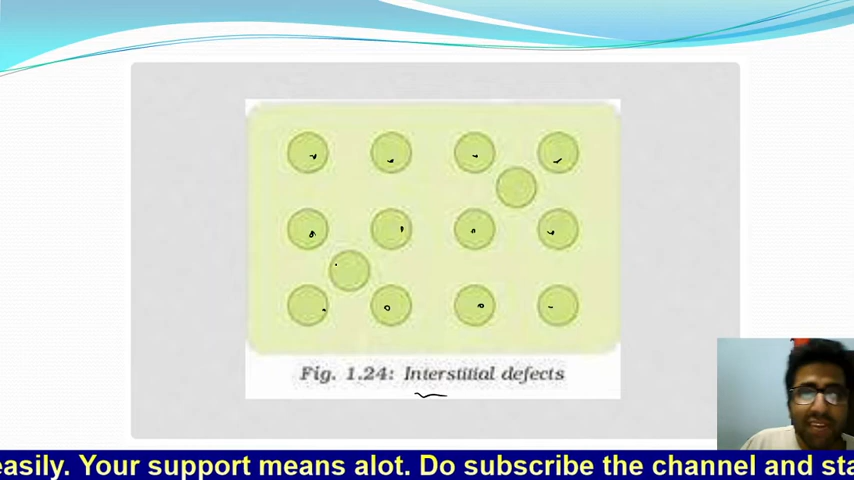 Fig. 1.24: Interstitial defects
easily. Your support means alot. Do subscribe the channel and sta